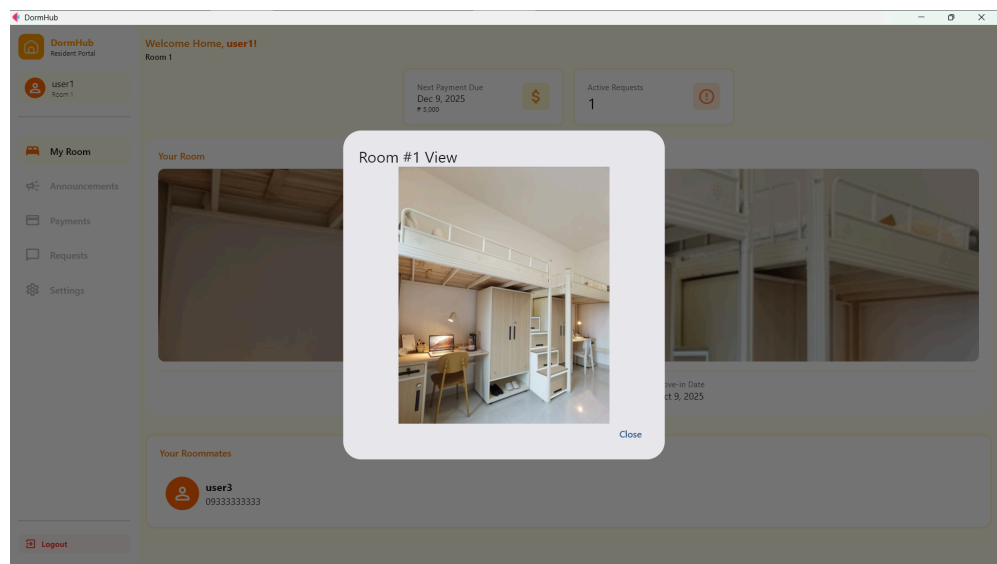 DormHub
DormHub
Resident Portal
user1
Room 1
My Room
Announcements
Payments
Requests
Settings
Logout
Welcome Home, user1!
Room 1
Next Payment Due
Dec 9, 2025
₱ 5,000
Active Requests
1
Your Room
Room #1 View
Close
ove-in Date
ct 9, 2025
Your Roommates
user3
09333333333